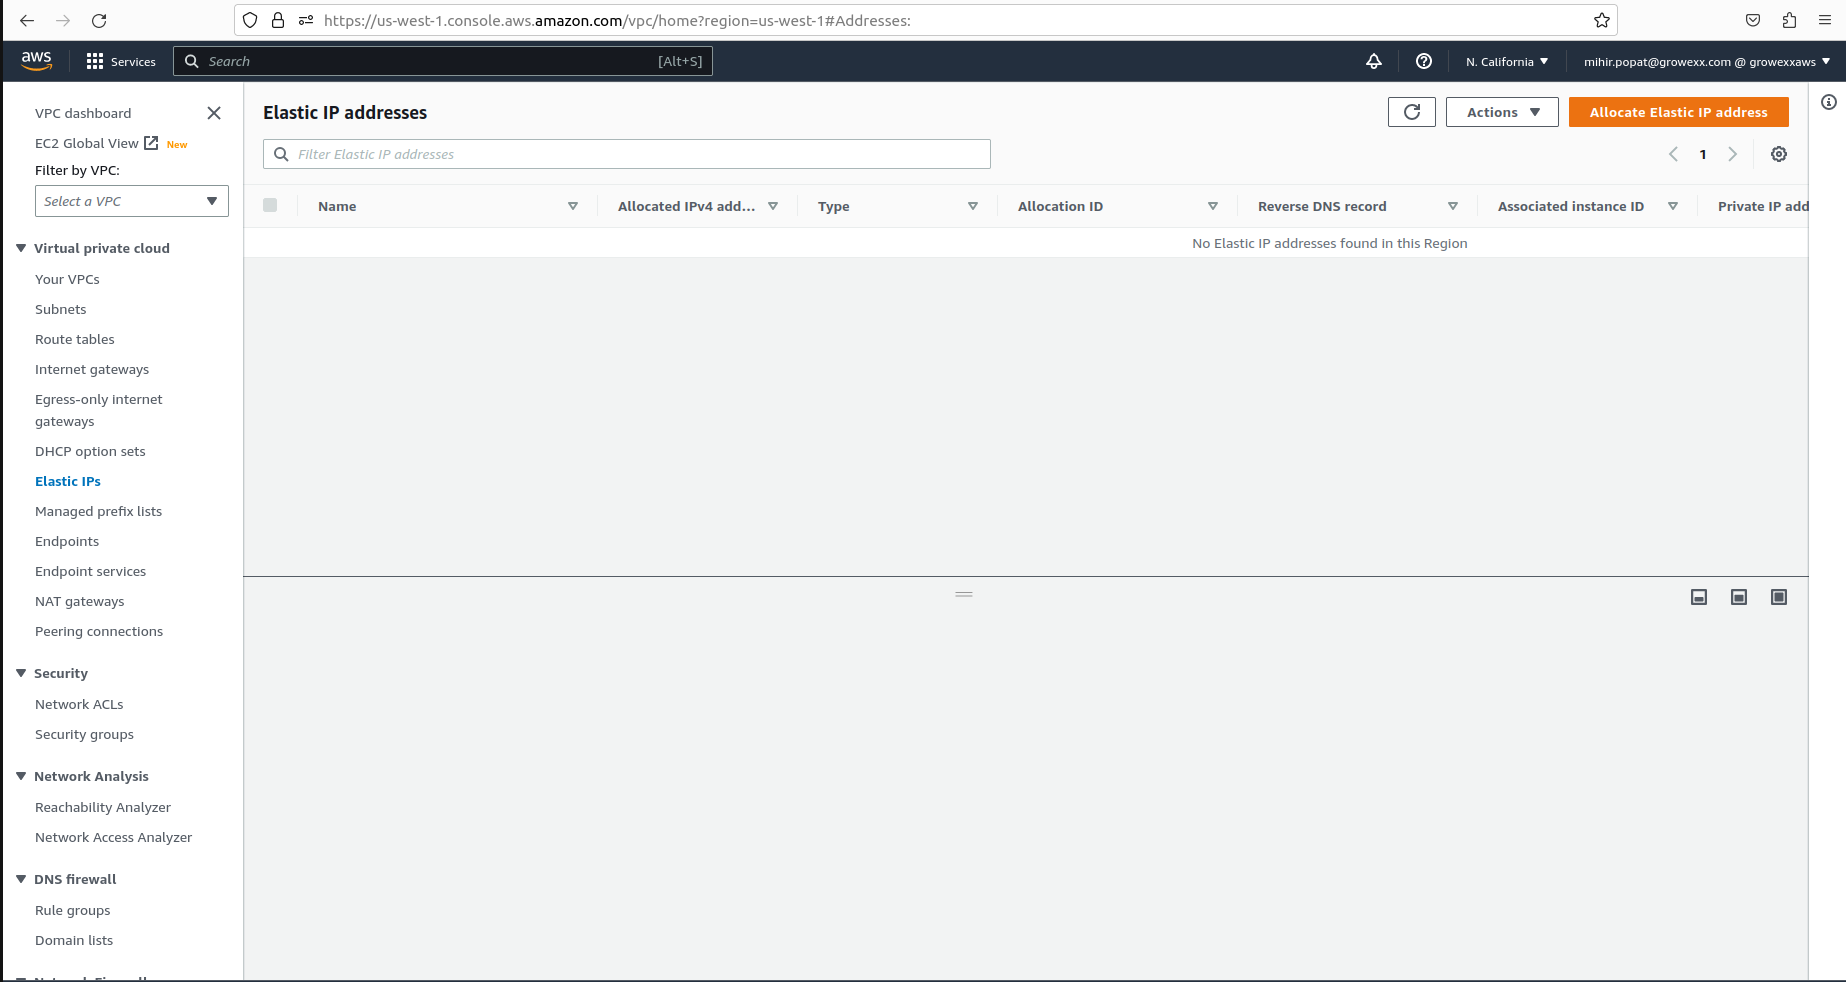 https://us-west-1.console.aws.amazon.com/vpc/home?region=us-west-1#Addresses:
aws
Services
Search
[Alt+S]
N. California
mihir.popat@growexx.com @ growexxaws
VPC dashboard
EC2 Global View New
Filter by VPC:
Select a VPC
Virtual private cloud
Your VPCs
Subnets
Route tables
Internet gateways
Egress-only internet
gateways
DHCP option sets
Elastic IPs
Managed prefix lists
Endpoints
Endpoint services
NAT gateways
Peering connections
Security
Network ACLs
Security groups
Network Analysis
Reachability Analyzer
Network Access Analyzer
DNS firewall
Rule groups
Domain lists
Elastic IP addresses
Actions
Allocate Elastic IP address
Filter Elastic IP addresses
1
Name
Allocated IPv4 add...
Type
Allocation ID
Reverse DNS record
Associated instance ID
Private IP add
No Elastic IP addresses found in this Region